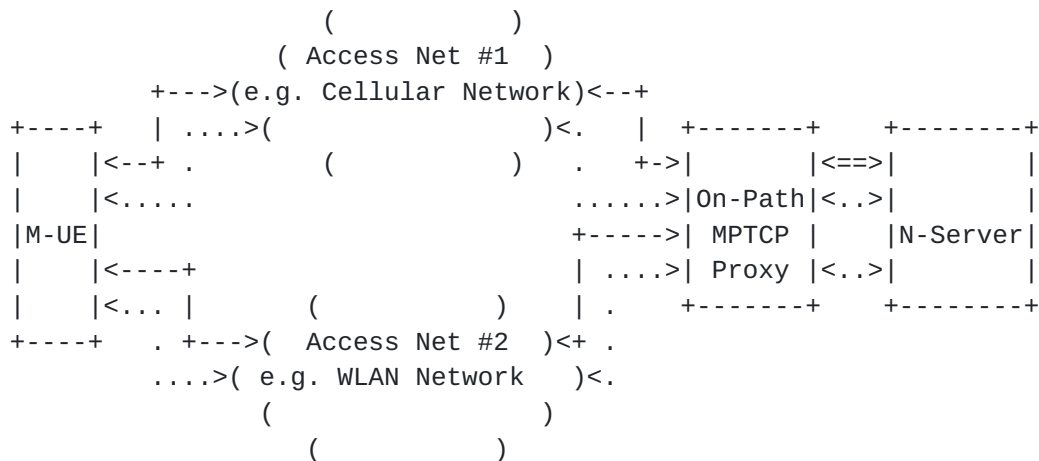 ( Access Net #1 )
(e.g. Cellular Network)
On-Path
M-UE
MPTCP
N-Server
Proxy
( Access Net #2 )
( e.g. WLAN Network )